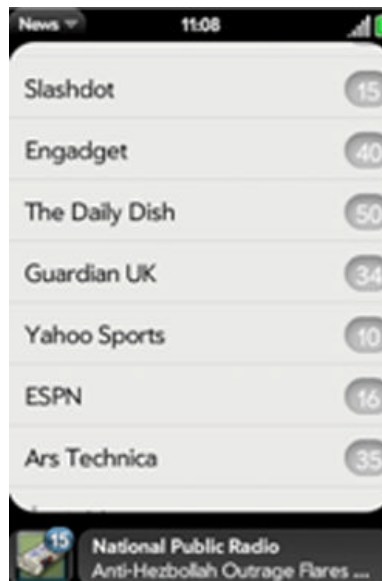 News 11:08
Slashdot 15
Engadget 40
The Daily Dish 50
Guardian UK 34
Yahoo Sports 10
ESPN 16
Ars Technica 35
15 National Public Radio
Anti-Hezbollah Outrage Flares ...